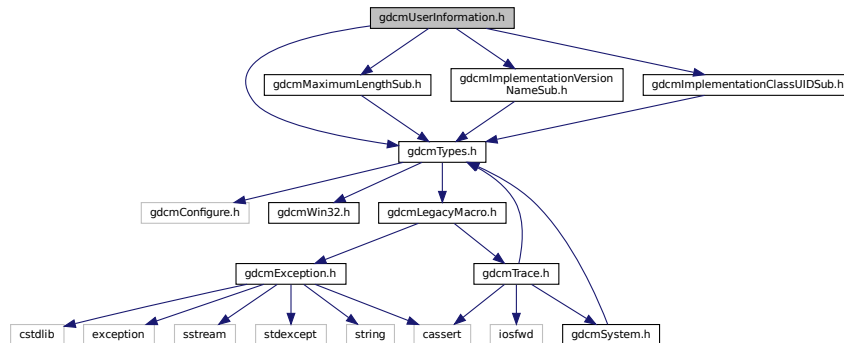 gdcmUserInformation.h
gdcmMaximumLengthSub.h
gdcmImplementationVersion
NameSub.h
gdcmImplementationClassUIDSub.h
gdcmTypes.h
gdcmConfigure.h
gdcmWin32.h
gdcmLegacyMacro.h
gdcmException.h
gdcmTrace.h
cstdlib
exception
sstream
stdexcept
string
cassert
iosfwd
gdcmSystem.h